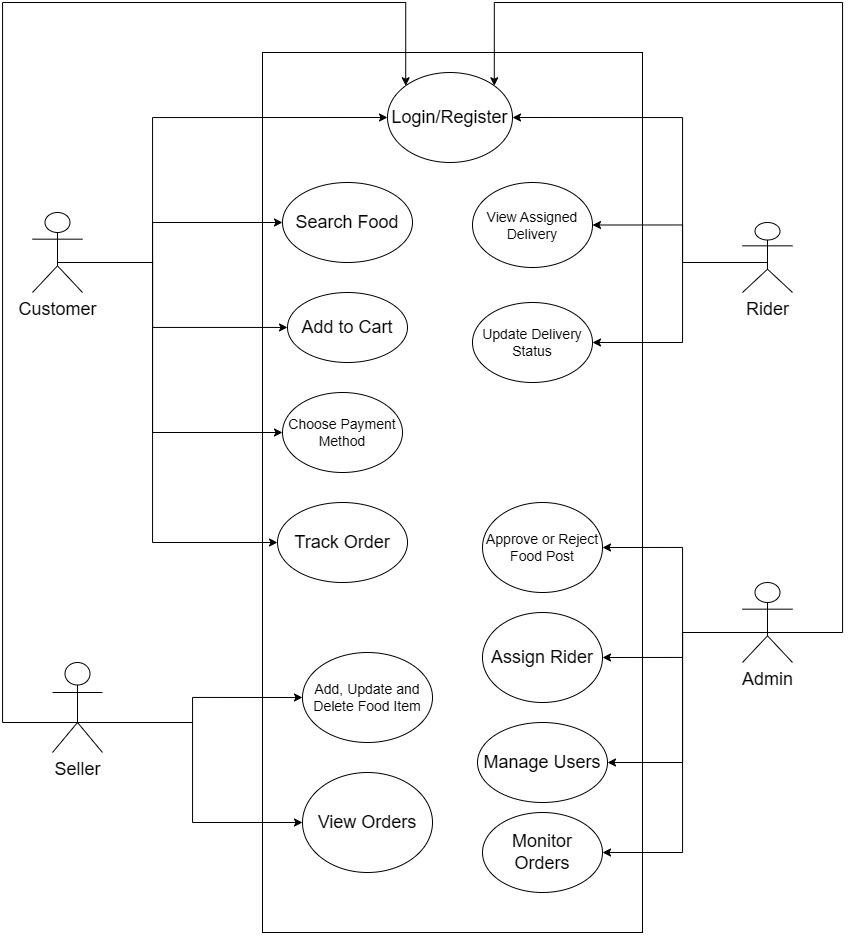 Login/Register
Search Food
View Assigned
Delivery
Customer
Rider
Add to Cart
Update Delivery
Status
Choose Payment
Method
Track Order
Approve or Reject
Food Post
Assign Rider
Admin
Add, Update and
Delete Food Item
Seller
Manage Users
View Orders
Monitor
Orders